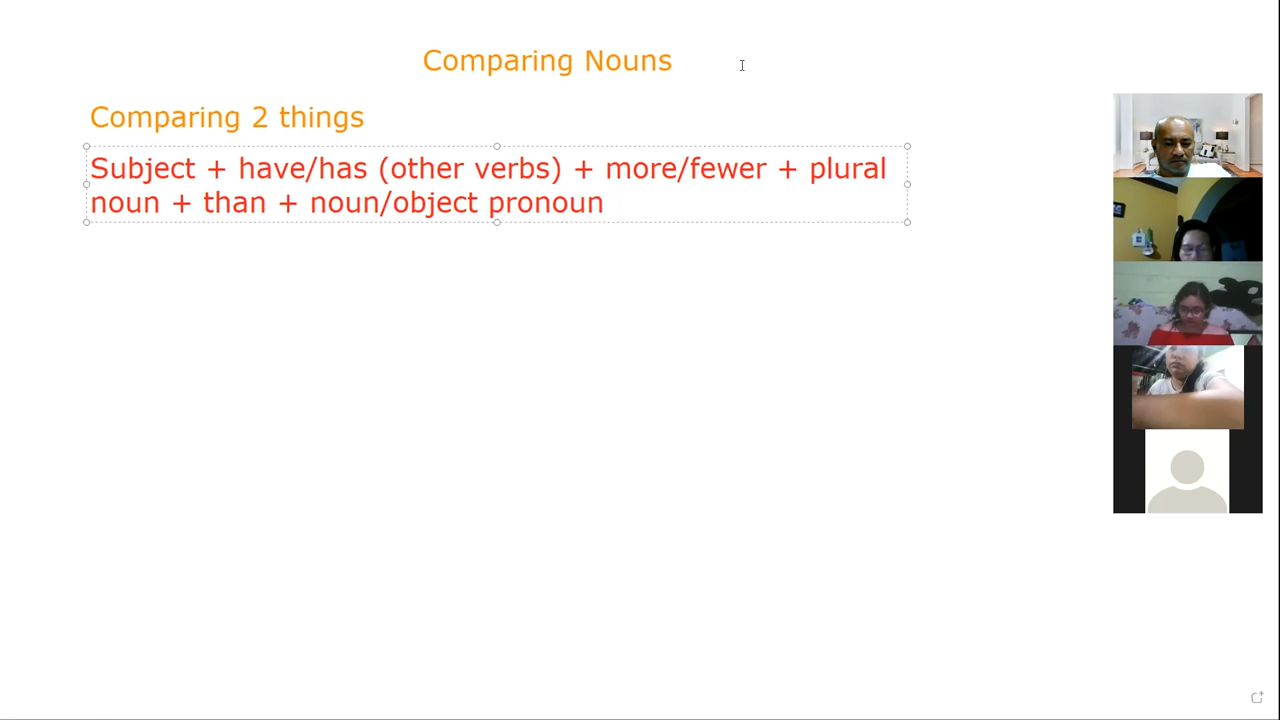 Comparing Nouns
Comparing 2 things
Subject + have/has (other verbs) + more/fewer + plural
noun + than + noun/object pronoun